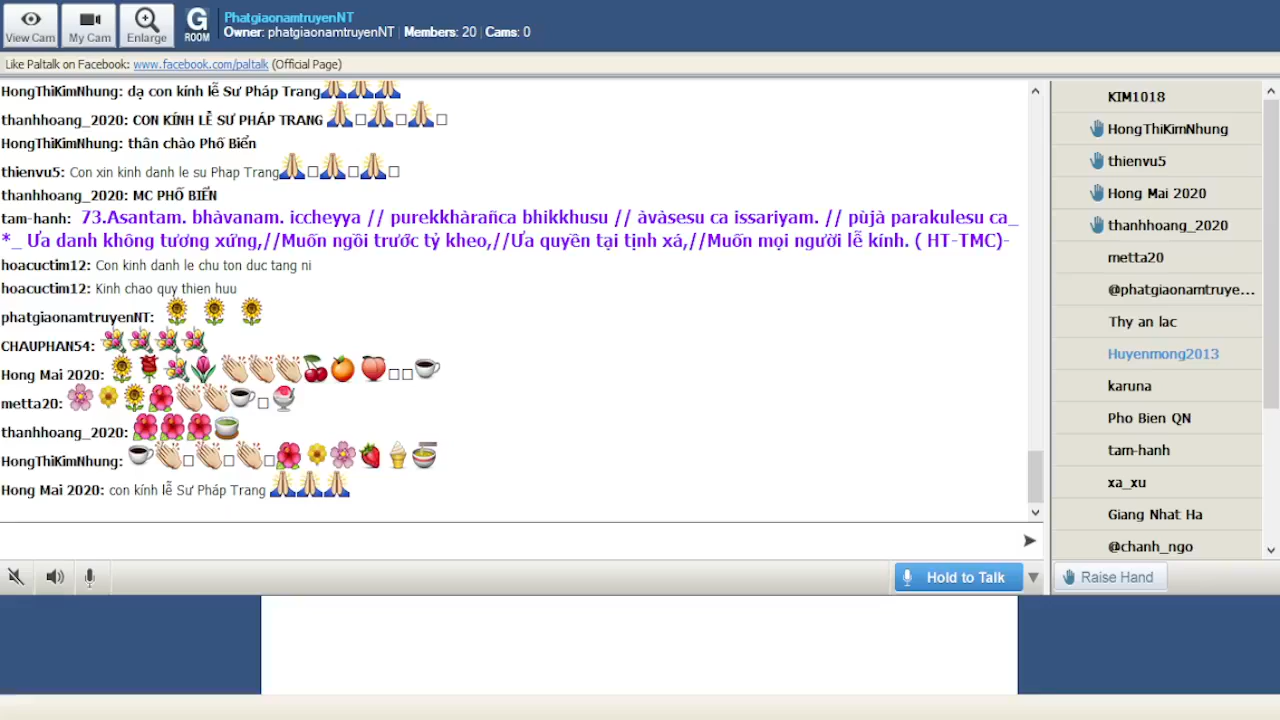 View Cam
My Cam
Enlarge
G
ROOM
PhatgiaonamtruyenNT
Owner: phatgiaonamtruyenNT | Members: 20 | Cams: 0
Like Paltalk on Facebook: www.facebook.com/paltalk (Official Page)
HongThiKimNhung: dạ con kính lễ Sư Pháp Trang
thanhhoang_2020: CON KÍNH LỄ SƯ PHÁP TRANG
HongThiKimNhung: thân chào Phố Biển
thienvu5: Con xin kinh danh le su Phap Trang
thanhhoang_2020: MC PHỐ BIỂN
tam-hanh: 73.Asantam. bhàvanam. iccheyya // purekkhàrañca bhikkhusu // àvàsesu ca issariyam. // pùjà parakulesu ca_
*_ Ưa danh không tương xứng,//Muốn ngồi trước tỷ kheo,//Ưa quyền tại tịnh xá,//Muốn mọi người lễ kính. ( HT-TMC)-
hoacuctim12: Con kinh danh le chu ton duc tang ni
hoacuctim12: Kinh chao quy thien huu
phatgiaonamtruyenNT:
CHAUPHAN54:
Hong Mai 2020:
metta20:
thanhhoang_2020:
HongThiKimNhung:
Hong Mai 2020: con kính lễ Sư Pháp Trang
Hold to Talk
KIM1018
HongThiKimNhung
thienvu5
Hong Mai 2020
thanhhoang_2020
metta20
@phatgiaonamtruye...
Thy an lac
Huyenmong2013
karuna
Pho Bien QN
tam-hanh
xa_xu
Giang Nhat Ha
@chanh_ngo
Raise Hand